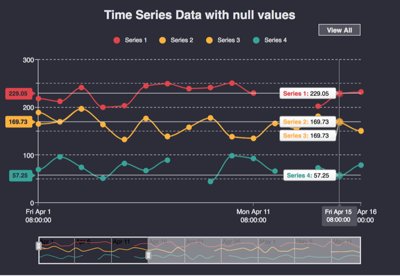 Time Series Data with null values
View All
Series 1 Series 2 Series 3 Series 4
300
229.05 Series 1: 229.05
200
169.73 Series 2: 169.73
Series 3: 169.73
100
57.25 Series 4: 57.25
0
Fri Apr 1 Mon Apr 11 Fri Apr 15 Apr 16
08:00:00 08:00:00 08:00:00 00:00